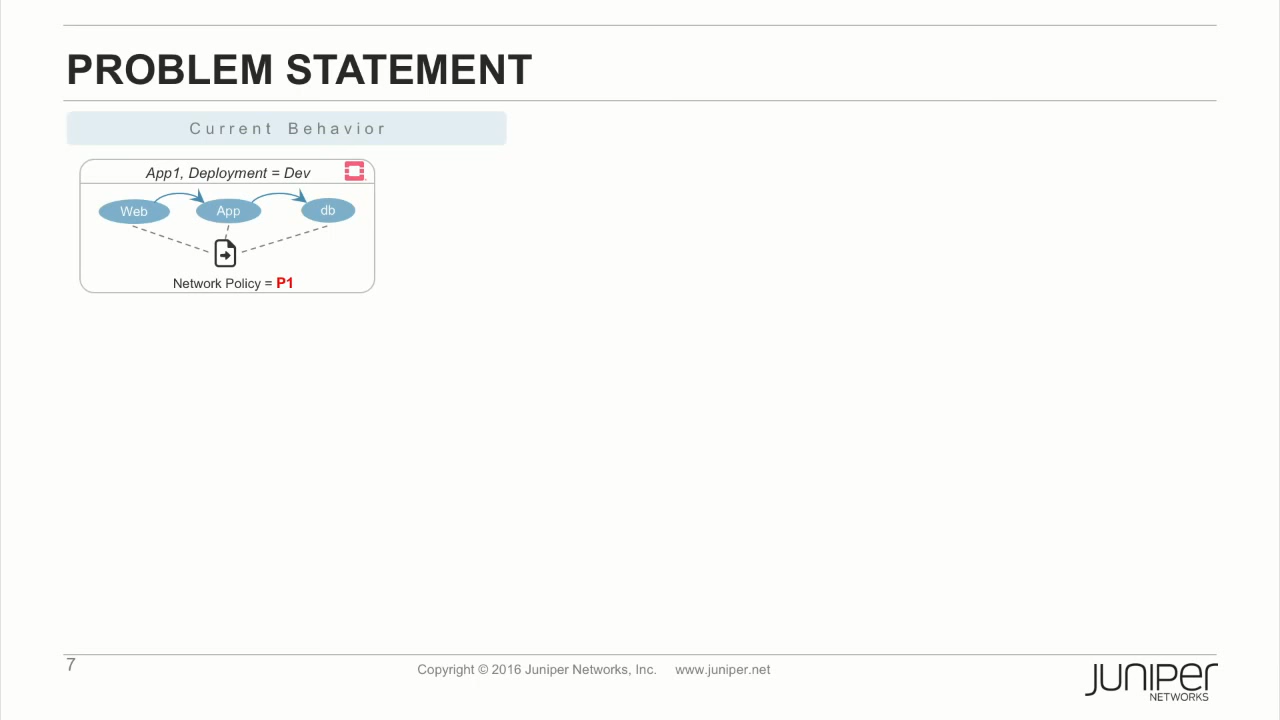 PROBLEM STATEMENT
Current Behavior
App1, Deployment = Dev
Web App db
Network Policy = P1
7
Copyright © 2016 Juniper Networks, Inc. www.juniper.net
JUNIPER
NETWORKS